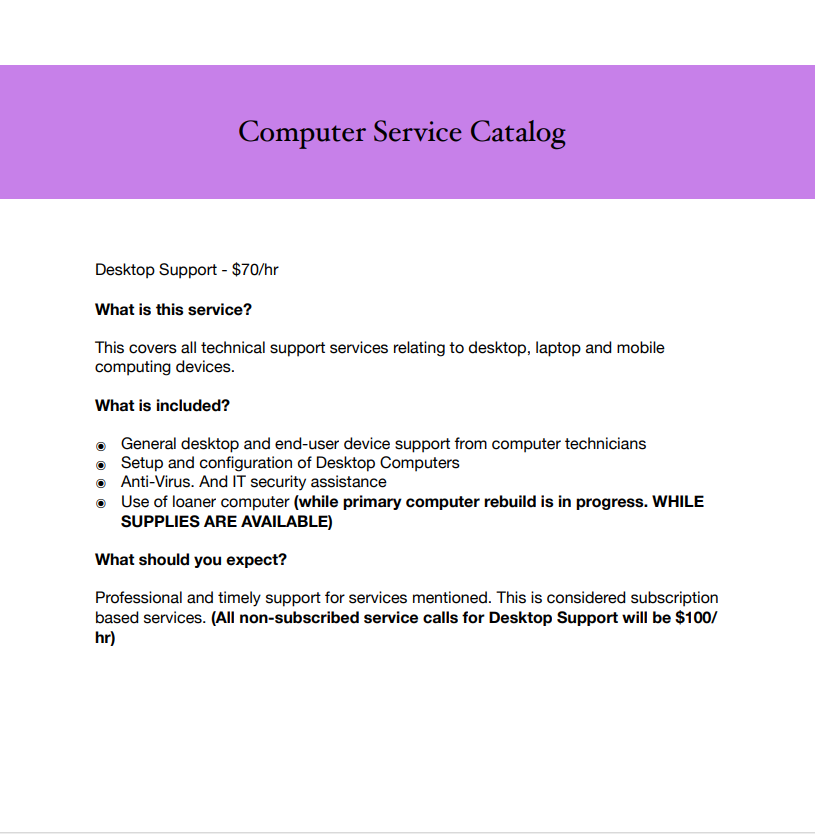 Computer Service Catalog
Desktop Support - $70/hr
What is this service?
This covers all technical support services relating to desktop, laptop and mobile
computing devices.
What is included?
◉ General desktop and end-user device support from computer technicians
◉ Setup and configuration of Desktop Computers
◉ Anti-Virus. And IT security assistance
◉ Use of loaner computer (while primary computer rebuild is in progress. WHILE
SUPPLIES ARE AVAILABLE)
What should you expect?
Professional and timely support for services mentioned. This is considered subscription
based services. (All non-subscribed service calls for Desktop Support will be $100/
hr)